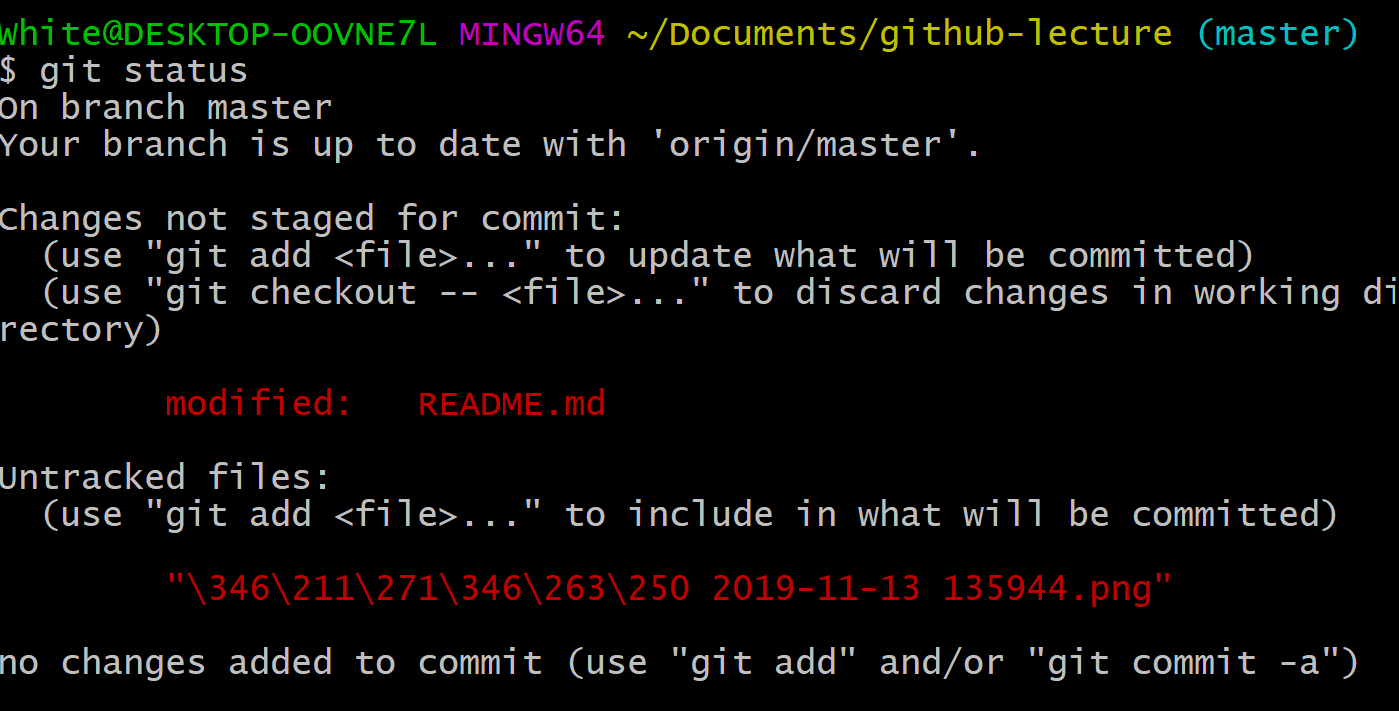 White@DESKTOP-OOVNE7L MINGW64 ~/Documents/github-lecture (master)
$ git status
On branch master
Your branch is up to date with 'origin/master'.
Changes not staged for commit:
(use "git add <file>..." to update what will be committed)
(use "git checkout -- <file>..." to discard changes in working di
rectory)
modified: README.md
Untracked files:
(use "git add <file>..." to include in what will be committed)
"\346\211\271\346\263\250 2019-11-13 135944.png"
no changes added to commit (use "git add" and/or "git commit -a")